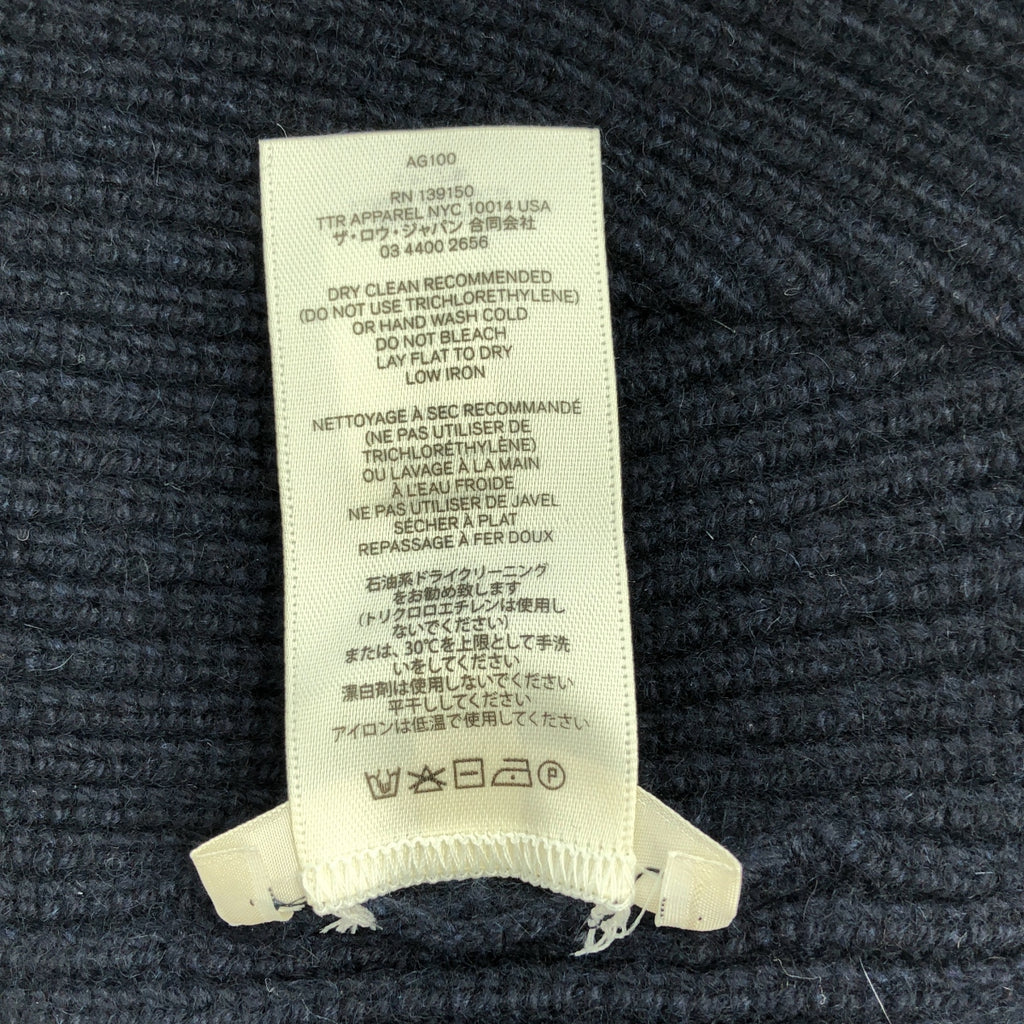 AG100
RN 139150
TTR APPAREL NYC 10014 USA
ザ・ロウ・ジャパン 合同会社
03 4400 2656
DRY CLEAN RECOMMENDED
(DO NOT USE TRICHLORETHYLENE)
OR HAND WASH COLD
DO NOT BLEACH
LAY FLAT TO DRY
LOW IRON
NETTOYAGE À SEC RECOMMANDÉ
(NE PAS UTILISER DE
TRICHLORÉTHYLÈNE)
OU LAVAGE À LA MAIN
À L'EAU FROIDE
NE PAS UTILISER DE JAVEL
SÉCHER À PLAT
REPASSAGE À FER DOUX
石油系ドライクリーニング
をお勧め致します
(トリクロロエチレンは使用し
ないでください)
または、30℃を上限として手洗
いをしてください
漂白剤は使用しないでください
平干ししてください
アイロンは低温で使用してください
P